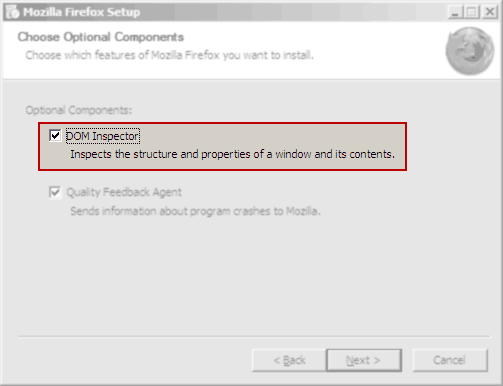 Mozilla Firefox Setup
Choose Optional Components
Choose which features of Mozilla Firefox you want to install.
Optional Components:
DOM Inspector
Inspects the structure and properties of a window and its contents.
Quality Feedback Agent
Sends information about program crashes to Mozilla.
< Back
Next >
Cancel